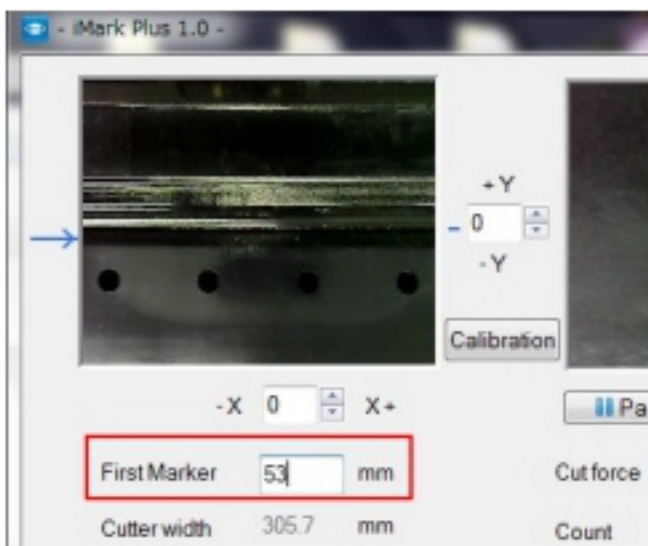 - iMark Plus 1.0 -
+ Y
0
- Y
Calibration
- X 0 X +
Pa
First Marker 53 mm
Cut force
Cutter width 305.7 mm
Count